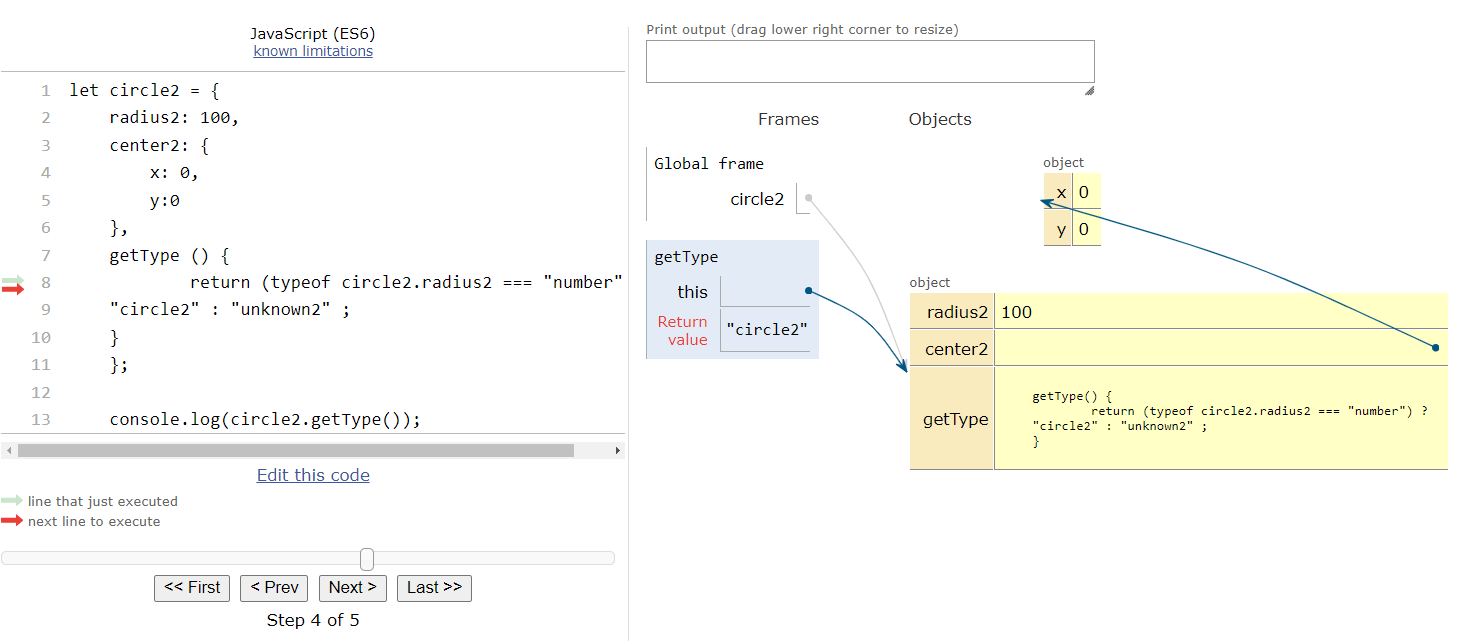 JavaScript (ES6)
known limitations
1 let circle2 = {
2     radius2: 100,
3     center2: {
4         x: 0,
5         y:0
6     },
7     getType () {
8             return (typeof circle2.radius2 === "number"
9     "circle2" : "unknown2" ;
10     }
11     };
12
13     console.log(circle2.getType());
Edit this code
line that just executed
next line to execute
<< First
< Prev
Next >
Last >>
Step 4 of 5
Print output (drag lower right corner to resize)
Frames
Objects
Global frame
circle2
getType
this
Return
value
"circle2"
object
x 0
y 0
object
radius2 100
center2
getType
getType() {
        return (typeof circle2.radius2 === "number") ?
"circle2" : "unknown2" ;
}